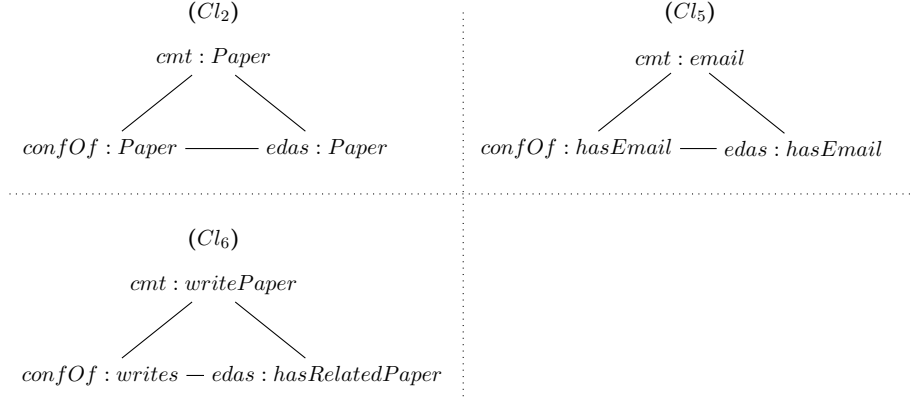 (Cl2)
cmt : Paper
confOf : Paper
edas : Paper
(Cl5)
cmt : email
confOf : hasEmail
edas : hasEmail
(Cl6)
cmt : writePaper
confOf : writes
edas : hasRelatedPaper